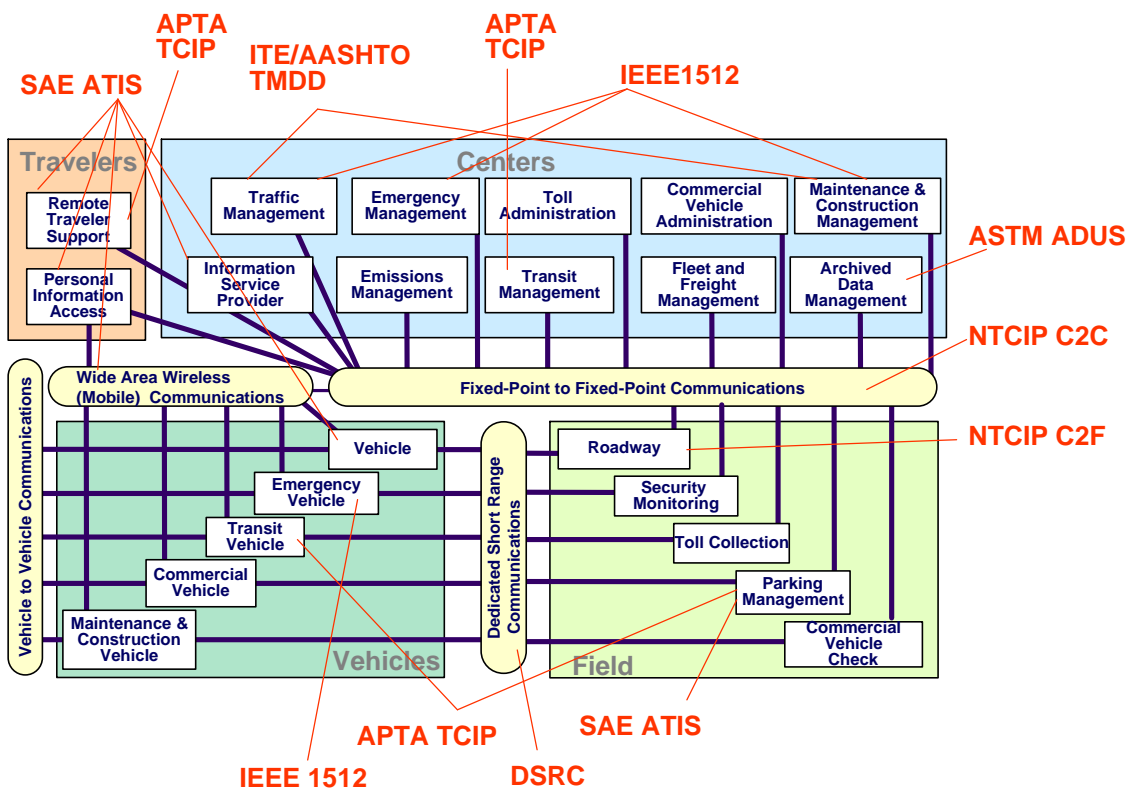 APTA
TCIP
APTA
TCIP
ITE/AASHTO
TMDD
IEEE1512
SAE ATIS
Travelers
Centers
Remote
Traveler
Support
Traffic
Management
Emergency
Management
Toll
Administration
Commercial
Vehicle
Administration
Maintenance &
Construction
Management
ASTM ADUS
Personal
Information
Access
Information
Service
Provider
Emissions
Management
Transit
Management
Fleet and
Freight
Management
Archived
Data
Management
NTCIP C2C
Wide Area Wireless
(Mobile) Communications
Fixed-Point to Fixed-Point Communications
Vehicle to Vehicle Communications
Vehicle
Emergency
Vehicle
Transit
Vehicle
Commercial
Vehicle
Maintenance &
Construction
Vehicle
Vehicles
Dedicated Short Range
Communications
Roadway
NTCIP C2F
Security
Monitoring
Toll Collection
Parking
Management
Commercial
Vehicle
Check
Field
APTA TCIP
SAE ATIS
IEEE 1512
DSRC